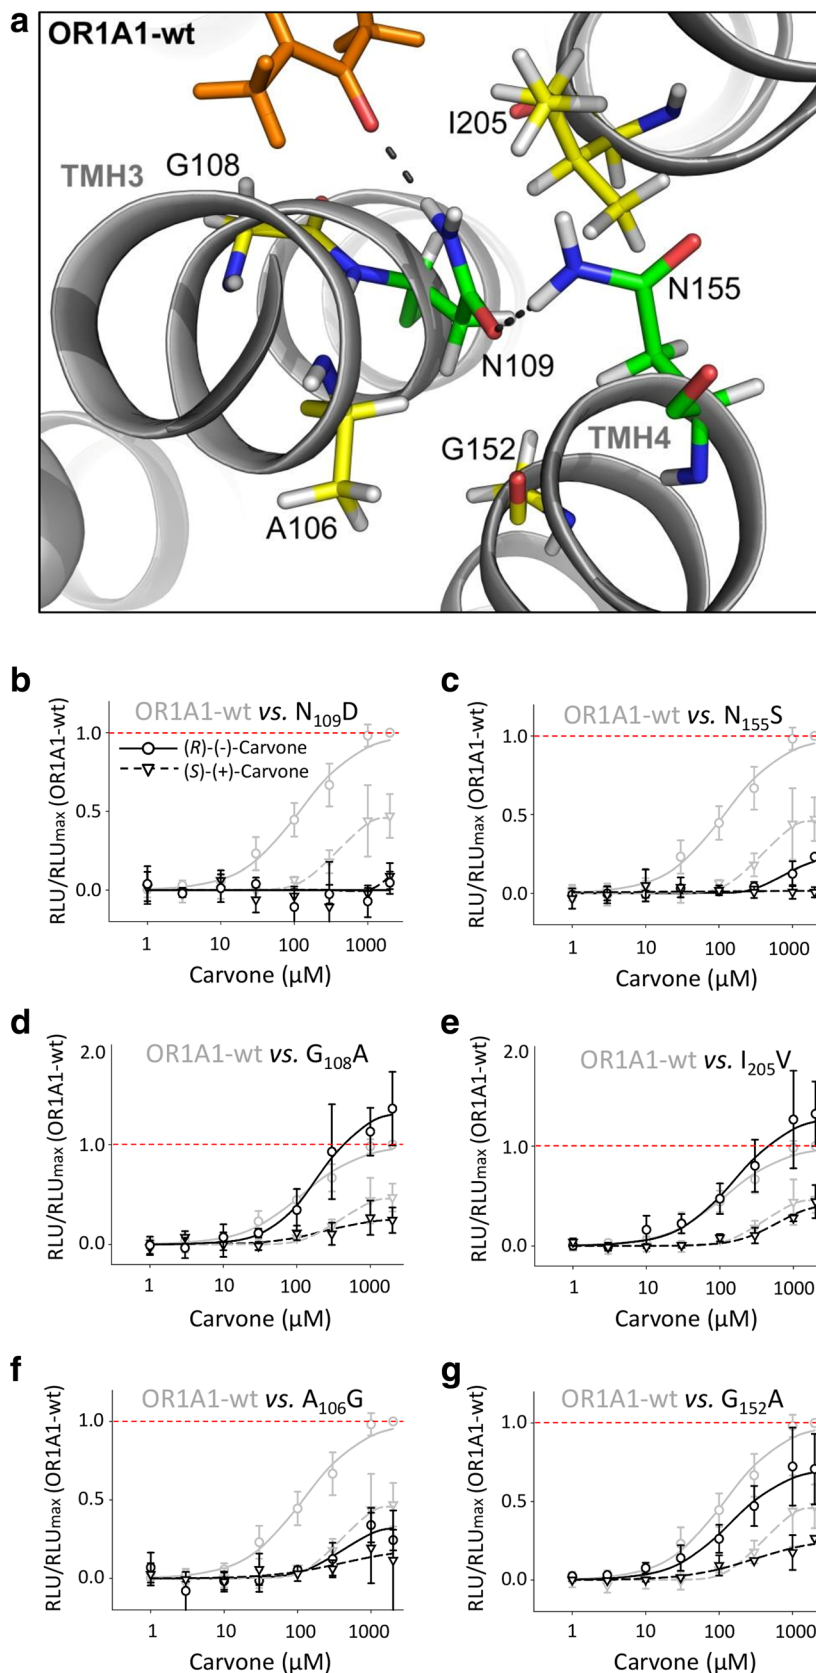 a
OR1A1-wt
I205
G108
TMH3
N155
N109
G152
TMH4
A106
b
OR1A1-wt vs. N109D
(R)-(-)-Carvone
(S)-(+)-Carvone
RLU/RLUmax (OR1A1-wt)
1.0
0.5
0.0
1 10 100 1000
Carvone (µM)
c
OR1A1-wt vs. N155S
RLU/RLUmax (OR1A1-wt)
1.0
0.5
0.0
1 10 100 1000
Carvone (µM)
d
OR1A1-wt vs. G108A
RLU/RLUmax (OR1A1-wt)
2.0
1.0
0.0
1 10 100 1000
Carvone (µM)
e
OR1A1-wt vs. I205V
RLU/RLUmax (OR1A1-wt)
2.0
1.0
0.0
1 10 100 1000
Carvone (µM)
f
OR1A1-wt vs. A106G
RLU/RLUmax (OR1A1-wt)
1.0
0.5
0.0
1 10 100 1000
Carvone (µM)
g
OR1A1-wt vs. G152A
RLU/RLUmax (OR1A1-wt)
1.0
0.5
0.0
1 10 100 1000
Carvone (µM)